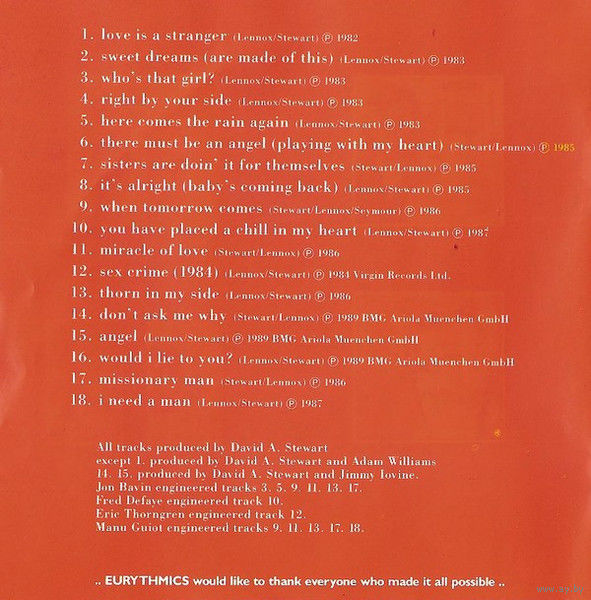 1. love is a stranger (Lennox/Stewart) ℗ 1982
2. sweet dreams (are made of this) (Lennox/Stewart) ℗ 1983
3. who's that girl? (Lennox/Stewart) ℗ 1983
4. right by your side (Lennox/Stewart) ℗ 1983
5. here comes the rain again (Lennox/Stewart) ℗ 1983
6. there must be an angel (playing with my heart) (Stewart/Lennox) ℗ 1985
7. sisters are doin' it for themselves (Stewart/Lennox) ℗ 1985
8. it's alright (baby's coming back) (Stewart/Lennox) ℗ 1985
9. when tomorrow comes (Stewart/Lennox/Seymour) ℗ 1986
10. you have placed a chill in my heart (Lennox/Stewart) ℗ 1987
11. miracle of love (Stewart/Lennox) ℗ 1986
12. sex crime (1984) (Lennox/Stewart) ℗ 1984 Virgin Records Ltd.
13. thorn in my side (Lennox/Stewart) ℗ 1986
14. don't ask me why (Stewart/Lennox) ℗ 1989 BMG Ariola Muenchen GmbH
15. angel (Lennox/Stewart) ℗ 1989 BMG Ariola Muenchen GmbH
16. would i lie to you? (Stewart/Lennox) ℗ 1989 BMG Ariola Muenchen GmbH
17. missionary man (Stewart/Lennox) ℗ 1986
18. i need a man (Lennox/Stewart) ℗ 1987
All tracks produced by David A. Stewart
except 1. produced by David A. Stewart and Adam Williams
14. 15. produced by David A. Stewart and Jimmy Iovine.
Jon Bavin engineered tracks 3. 5. 9. 11. 13. 17.
Fred Defaye engineered track 10.
Eric Thorngren engineered track 12.
Manu Guiot engineered tracks 9. 11. 13. 17. 18.
.. EURYTHMICS would like to thank everyone who made it all possible ..